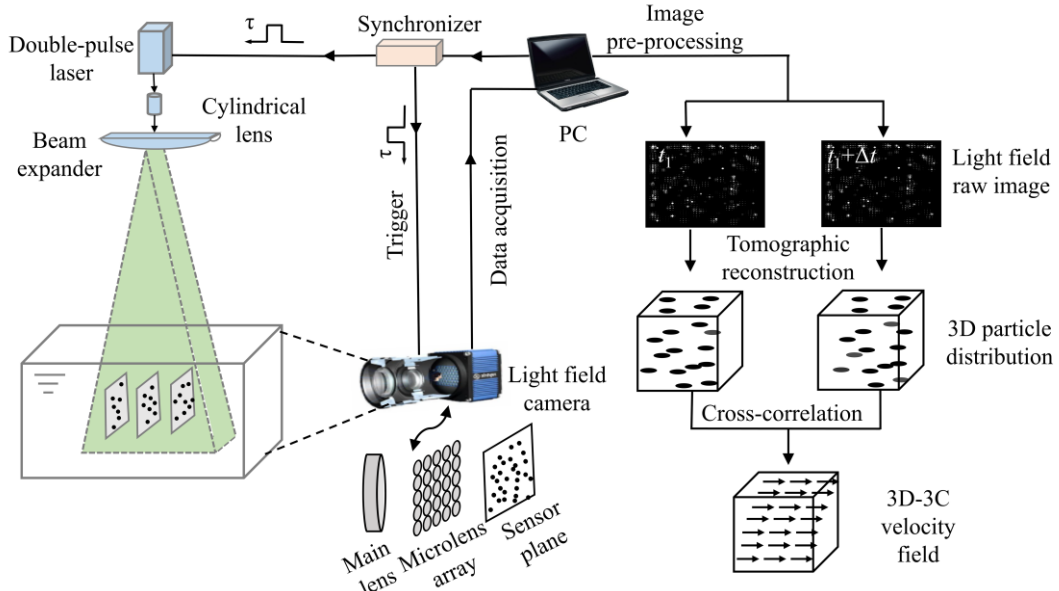 τ
Synchronizer
Image
pre-processing
Double-pulse
laser
Cylindrical
lens
Beam
expander
τ
Trigger
Data acquisition
PC
t₁
t₁+Δt
Light field
raw image
Tomographic
reconstruction
3D particle
distribution
Light field
camera
Cross-correlation
Main
lens
Microlens
array
Sensor
plane
3D-3C
velocity
field